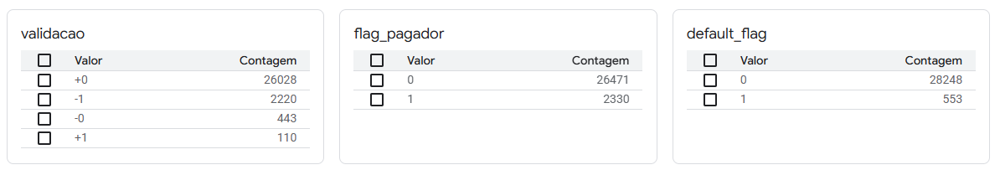 validacao
Valor Contagem
+0 26028
-1 2220
-0 443
+1 110
flag_pagador
Valor Contagem
0 26471
1 2330
default_flag
Valor Contagem
0 28248
1 553